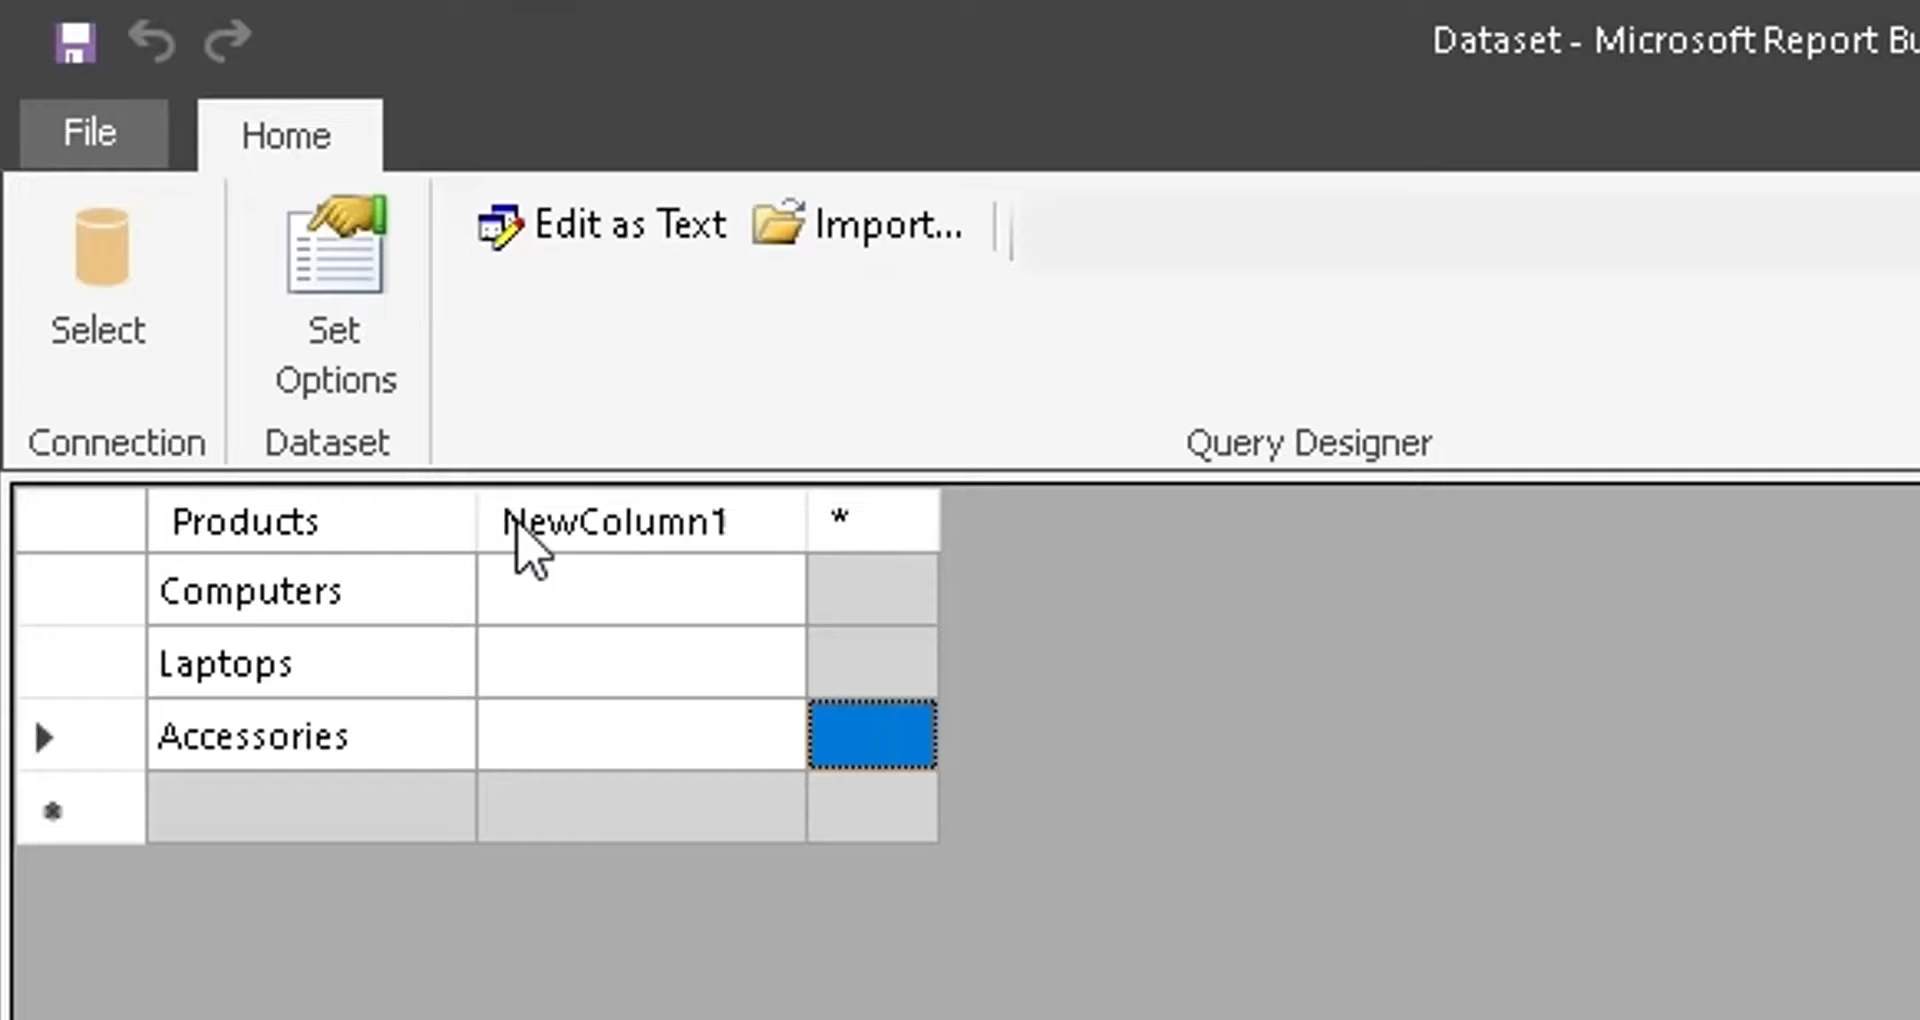 Dataset - Microsoft Report Bu
File Home
Edit as Text Import...
Select Set Options
Connection Dataset Query Designer
Products NewColumn1 *
Computers
Laptops
Accessories
*